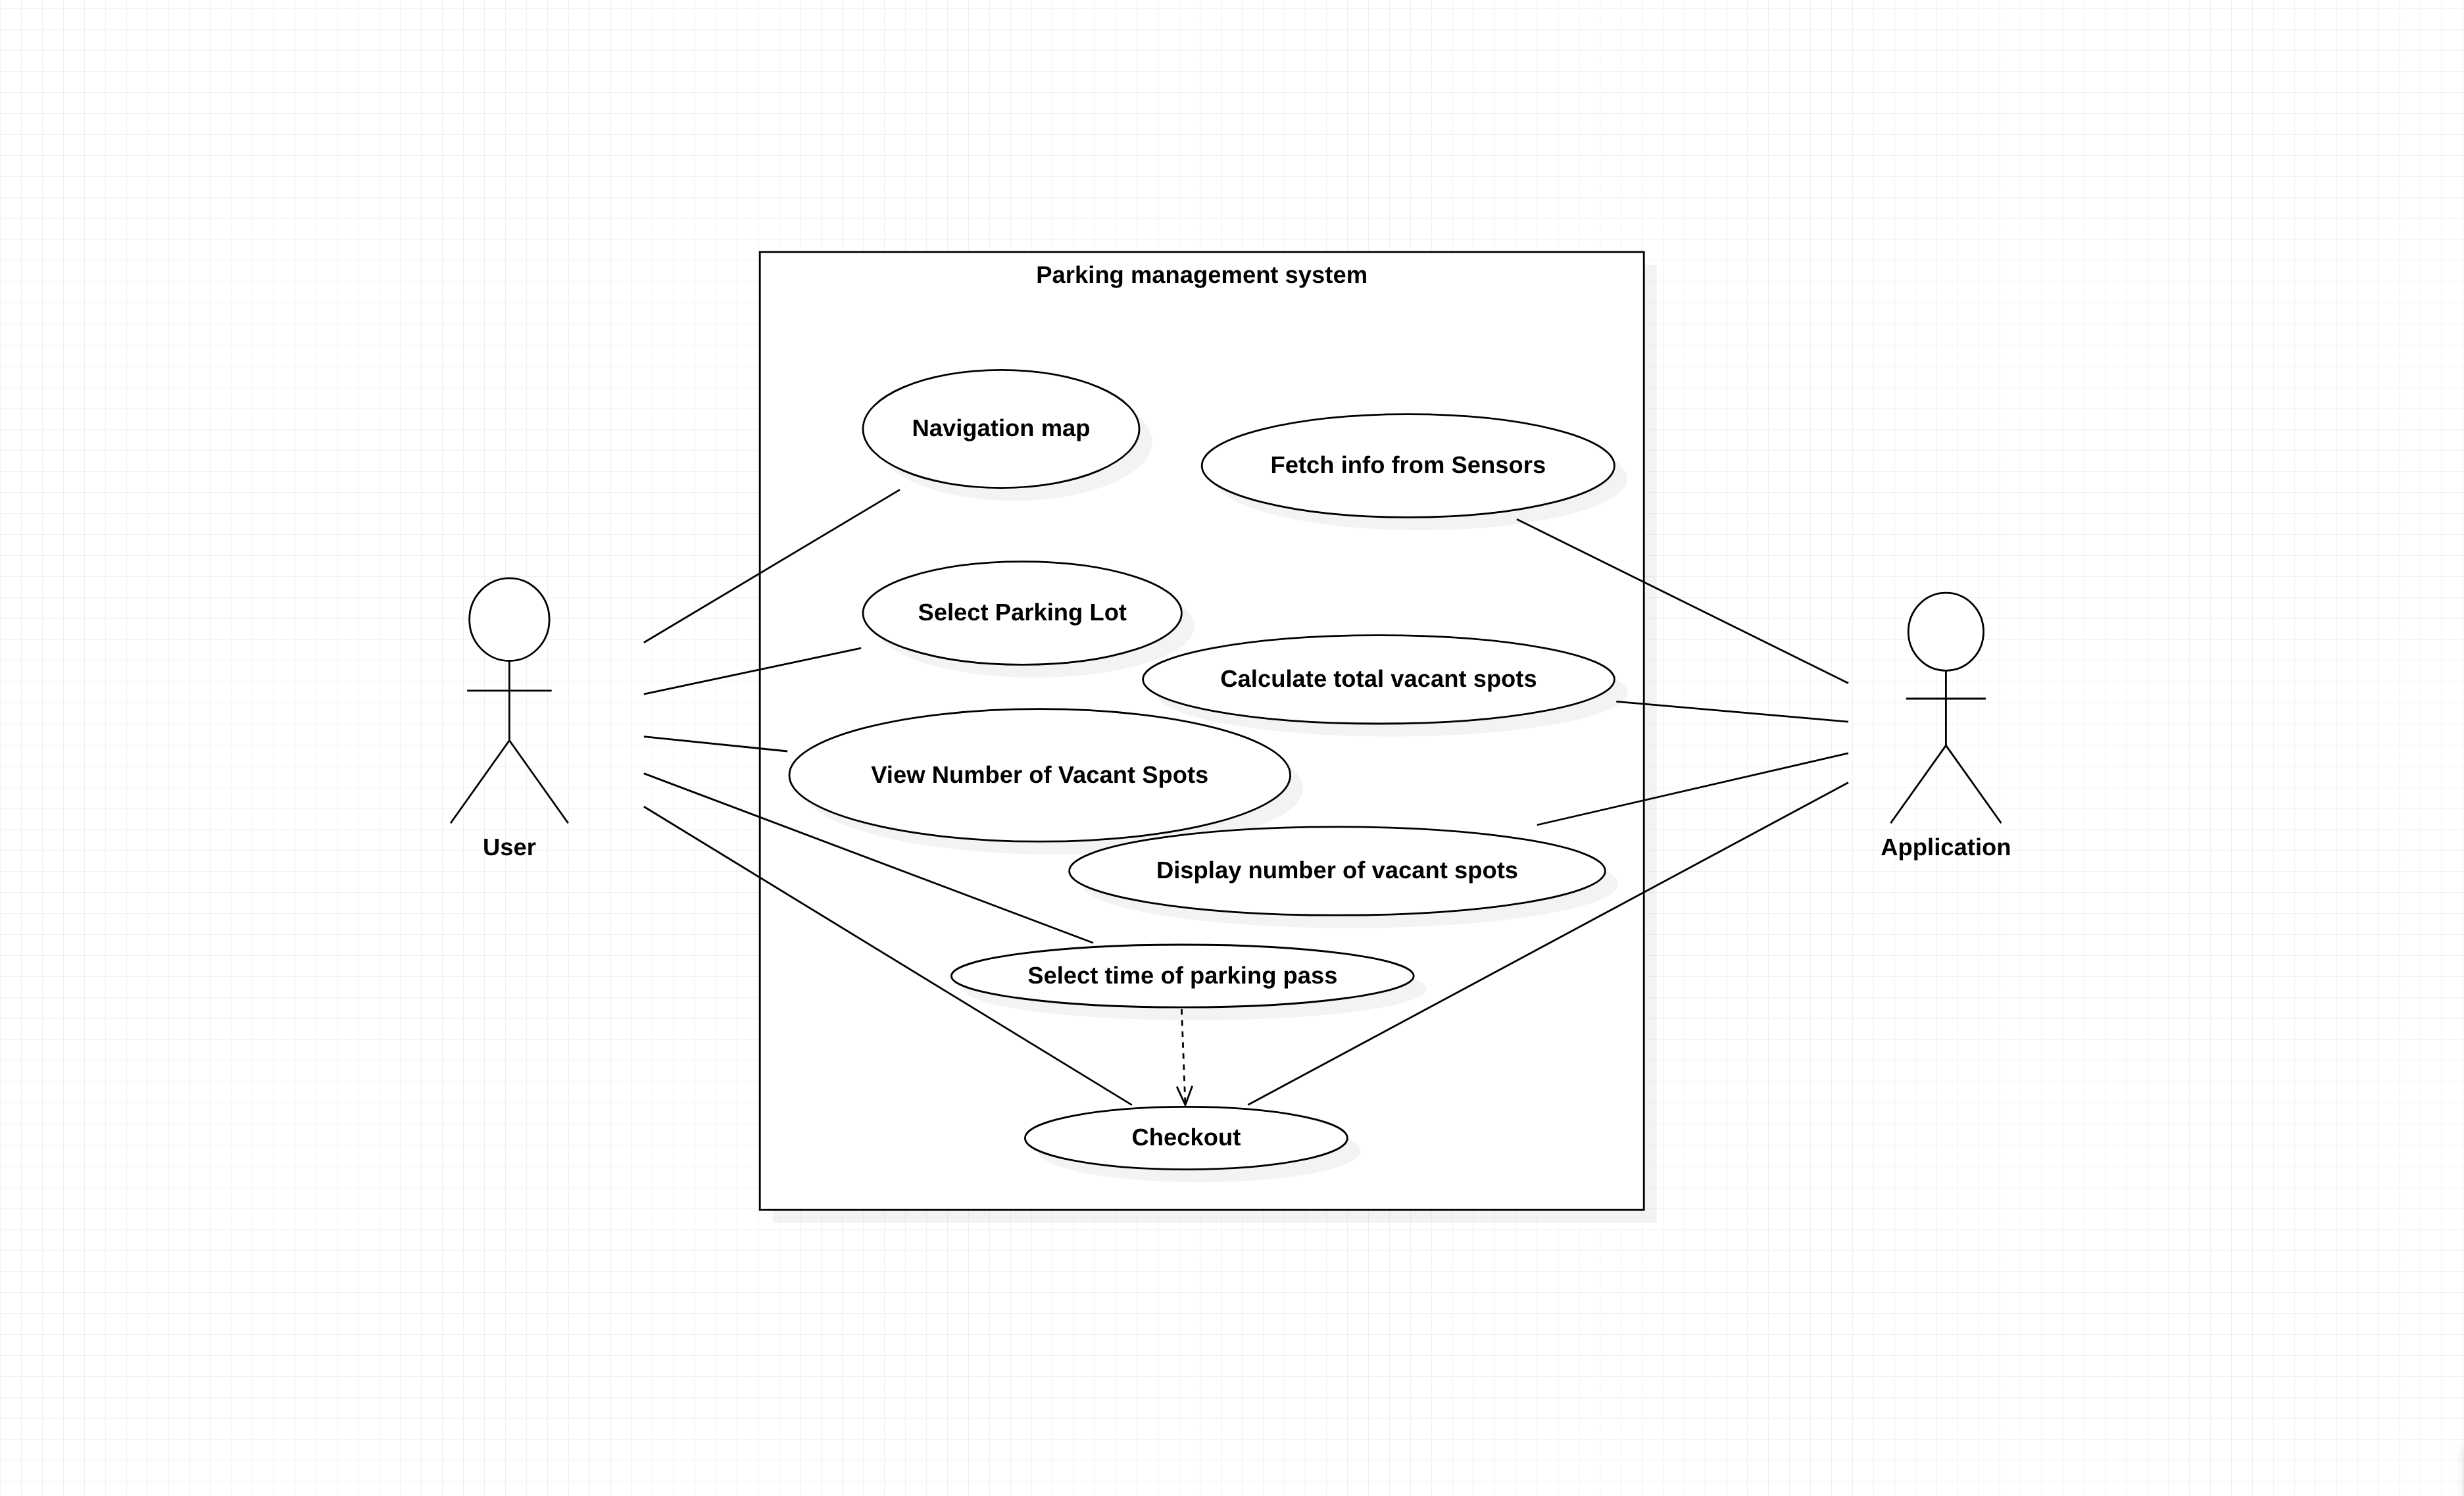 Parking management system
Navigation map
Fetch info from Sensors
Select Parking Lot
Calculate total vacant spots
View Number of Vacant Spots
User
Application
Display number of vacant spots
Select time of parking pass
Checkout